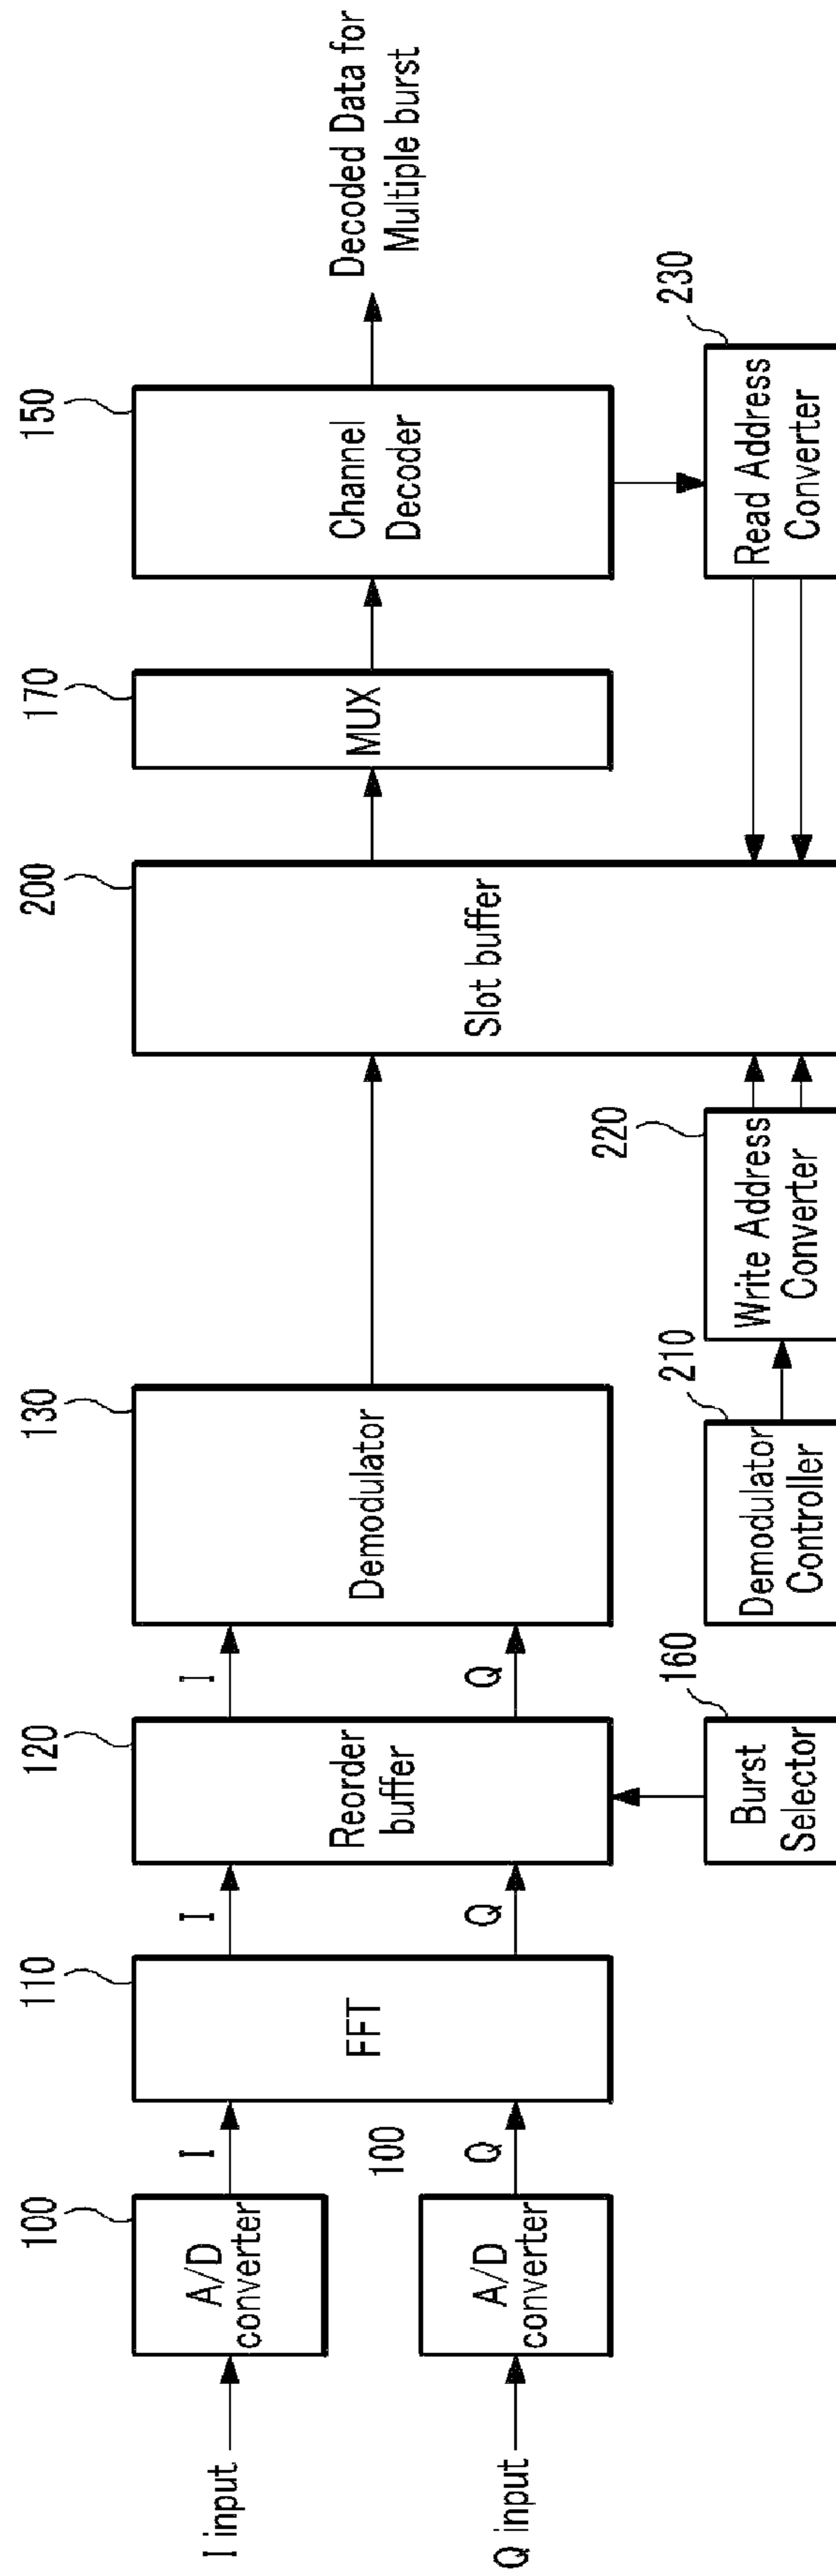 I input
Q input
100
A/D
converter
I
100
A/D
converter
Q
110
FFT
I
Q
120
Reorder
buffer
I
Q
160
Burst
Selector
130
Demodulator
210
Demodulator
Controller
220
Write Address
Converter
200
Slot buffer
170
MUX
150
Channel
Decoder
230
Read Address
Converter
Decoded Data for
Multiple burst